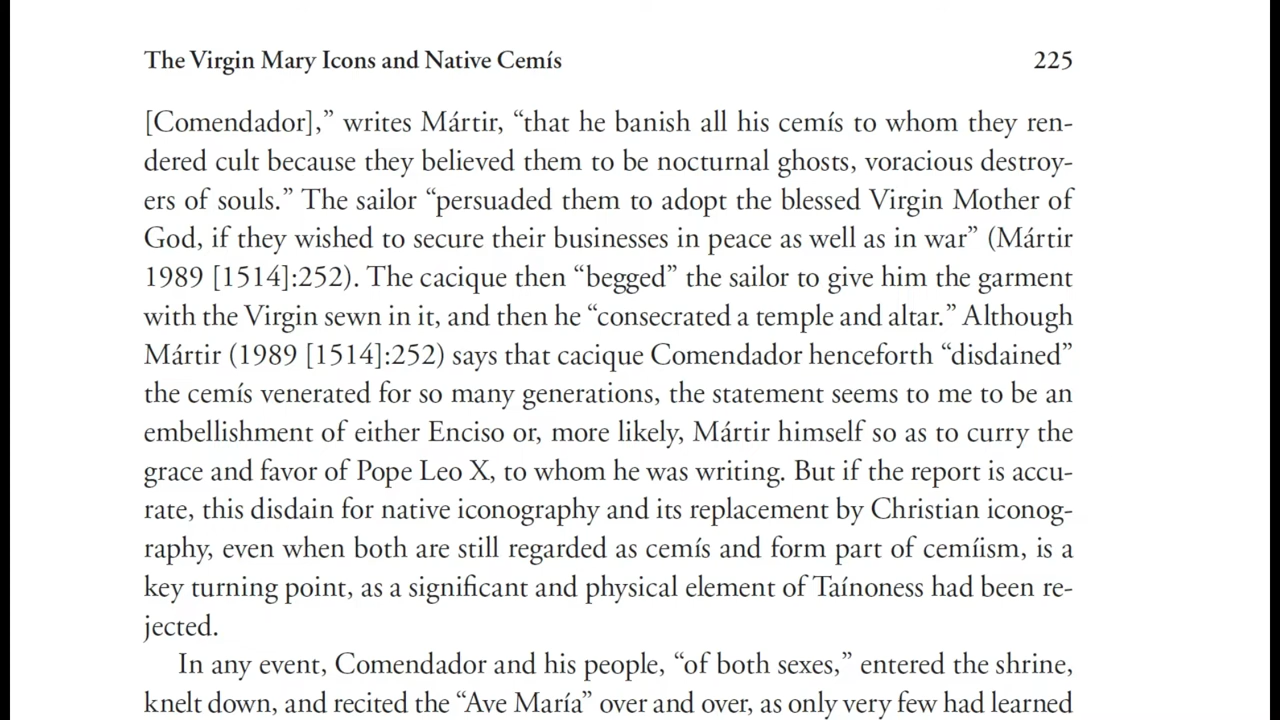 The Virgin Mary Icons and Native Cemís 225
[Comendador],” writes Mártir, “that he banish all his cemís to whom they ren-
dered cult because they believed them to be nocturnal ghosts, voracious destroy-
ers of souls.” The sailor “persuaded them to adopt the blessed Virgin Mother of
God, if they wished to secure their businesses in peace as well as in war” (Mártir
1989 [1514]:252). The cacique then “begged” the sailor to give him the garment
with the Virgin sewn in it, and then he “consecrated a temple and altar.” Although
Mártir (1989 [1514]:252) says that cacique Comendador henceforth “disdained”
the cemís venerated for so many generations, the statement seems to me to be an
embellishment of either Enciso or, more likely, Mártir himself so as to curry the
grace and favor of Pope Leo X, to whom he was writing. But if the report is accu-
rate, this disdain for native iconography and its replacement by Christian iconog-
raphy, even when both are still regarded as cemís and form part of cemíism, is a
key turning point, as a significant and physical element of Taínoness had been re-
jected.
In any event, Comendador and his people, “of both sexes,” entered the shrine,
knelt down, and recited the “Ave María” over and over, as only very few had learned